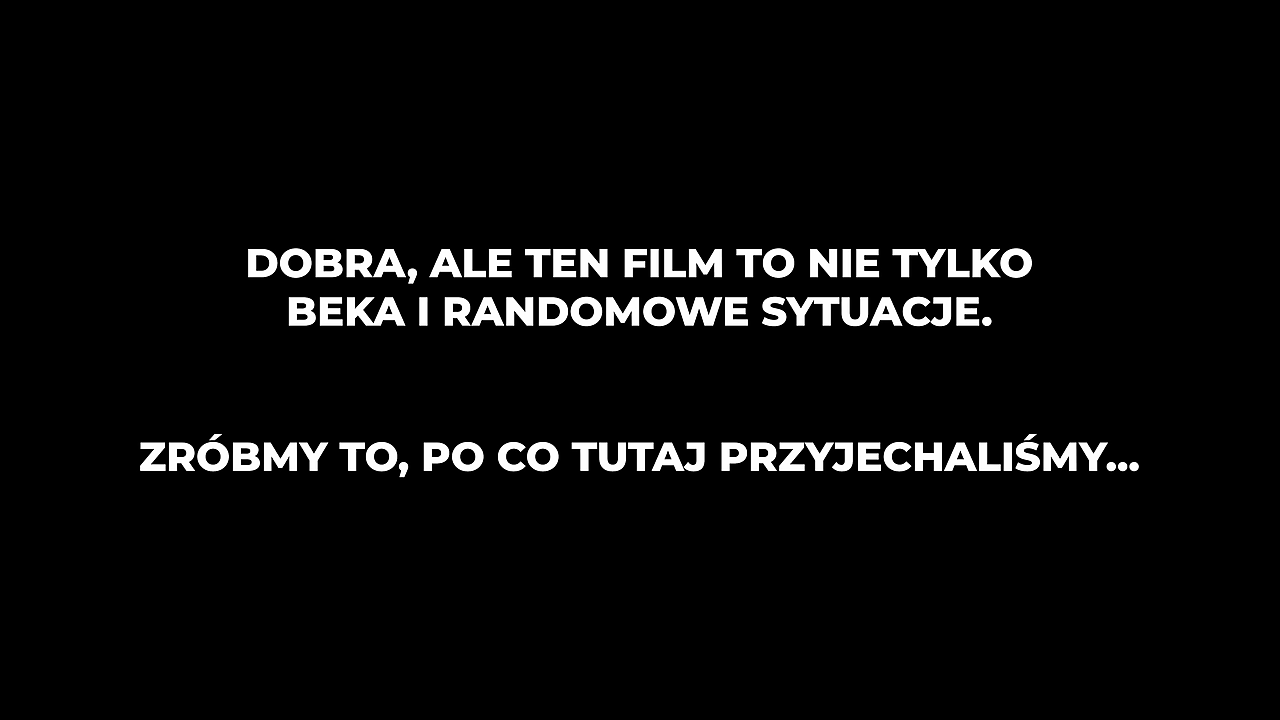 DOBRA, ALE TEN FILM TO NIE TYLKO
BEKA I RANDOMOWE SYTUACJE.
ZRÓBMY TO, PO CO TUTAJ PRZYJECHALIŚMY...